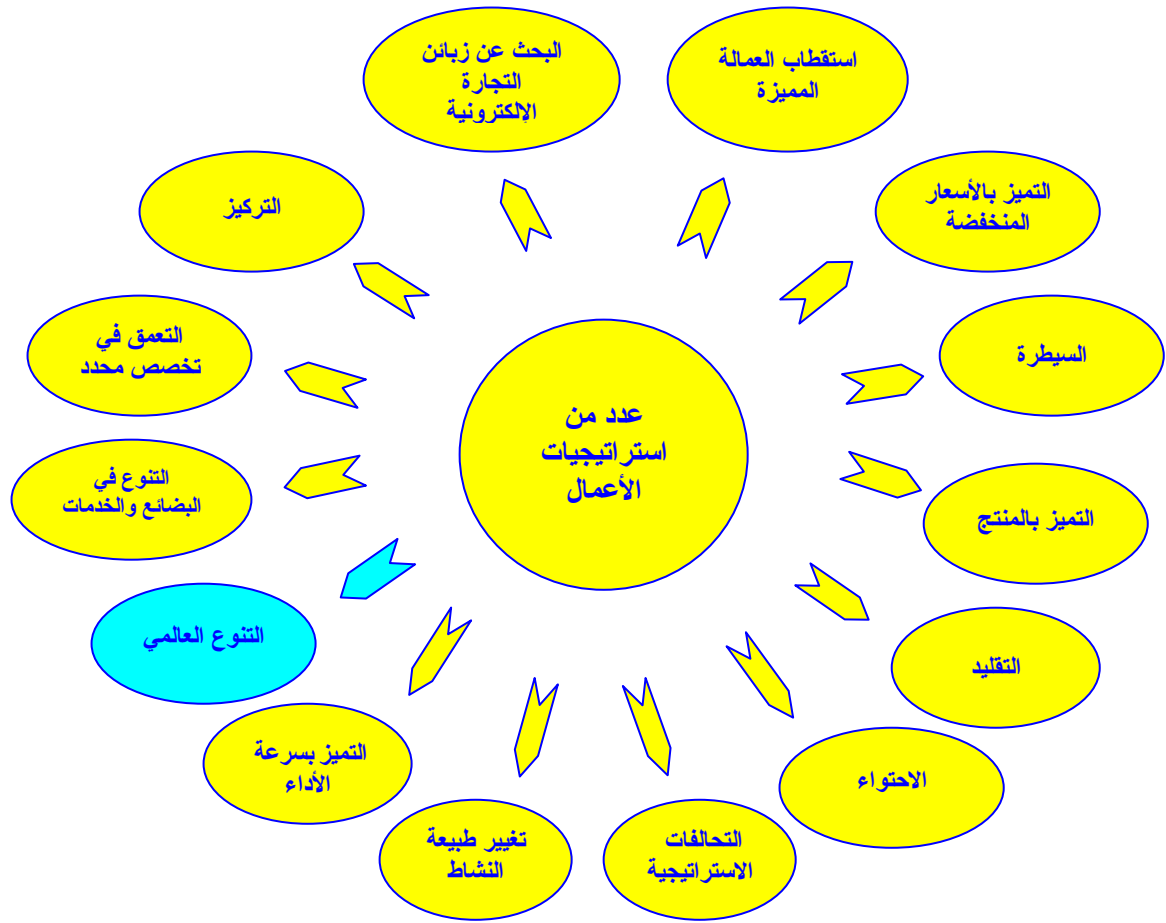 عدد من
استراتيجيات
الأعمال
استقطاب العمالة
المميزة
التميز بالأسعار
المنخفضة
السيطرة
التميز بالمنتج
التقليد
الاحتواء
التحالفات
الاستراتيجية
تغيير طبيعة
النشاط
التميز بسرعة
الأداء
التنوع العالمي
التنوع في
البضائع والخدمات
التعمق في
تخصص محدد
التركيز
البحث عن زبائن
التجارة
الإلكترونية